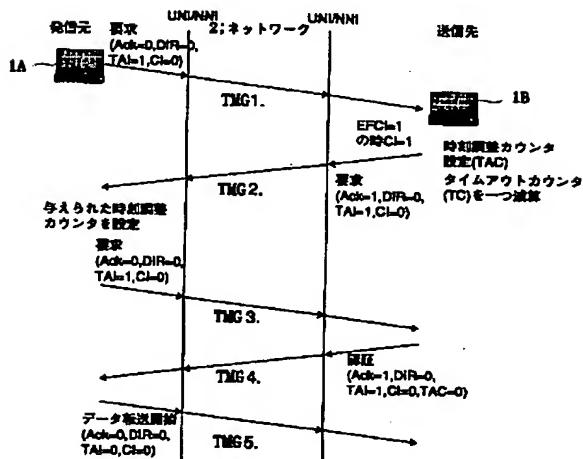 UNI/NNI
2;ネットワーク
UNI/NNI
発信元
要求
(Ack=0,DIR=0,
TAI=1,CI=0)
送信先
1A
1B
TMG1.
EFCI=1
の時CI=1
時刻調整カウンタ
設定(TAC)
タイムアウトカウンタ
(TC)を一つ減算
TMG2.
要求
(Ack=1,DIR=0,
TAI=1,CI=0)
与えられた時刻調整
カウンタを設定
要求
(Ack=0,DIR=0,
TAI=1,CI=0)
TMG3.
TMG4.
認証
(Ack=1,DIR=0,
TAI=1,CI=0,TAC=0)
データ転送開始
(Ack=0,DIR=0,
TAI=0,CI=0)
TMG5.